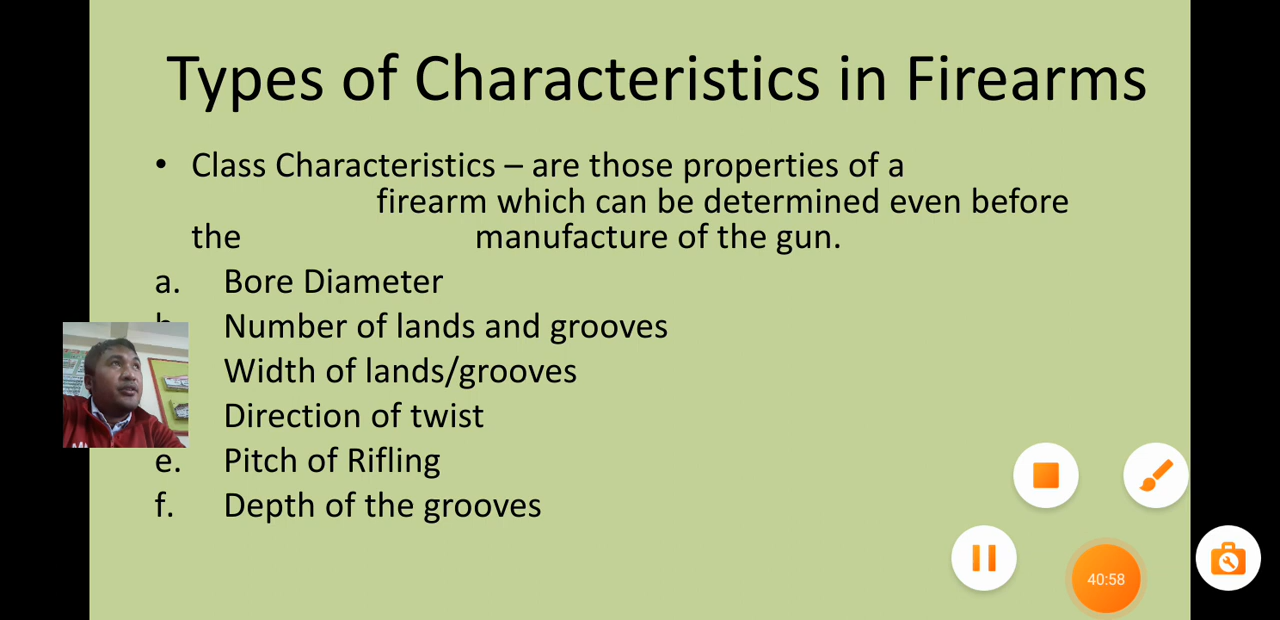 Types of Characteristics in Firearms
• Class Characteristics – are those properties of a
firearm which can be determined even before
the manufacture of the gun.
a. Bore Diameter
Number of lands and grooves
Width of lands/grooves
Direction of twist
e. Pitch of Rifling
f. Depth of the grooves
40:58